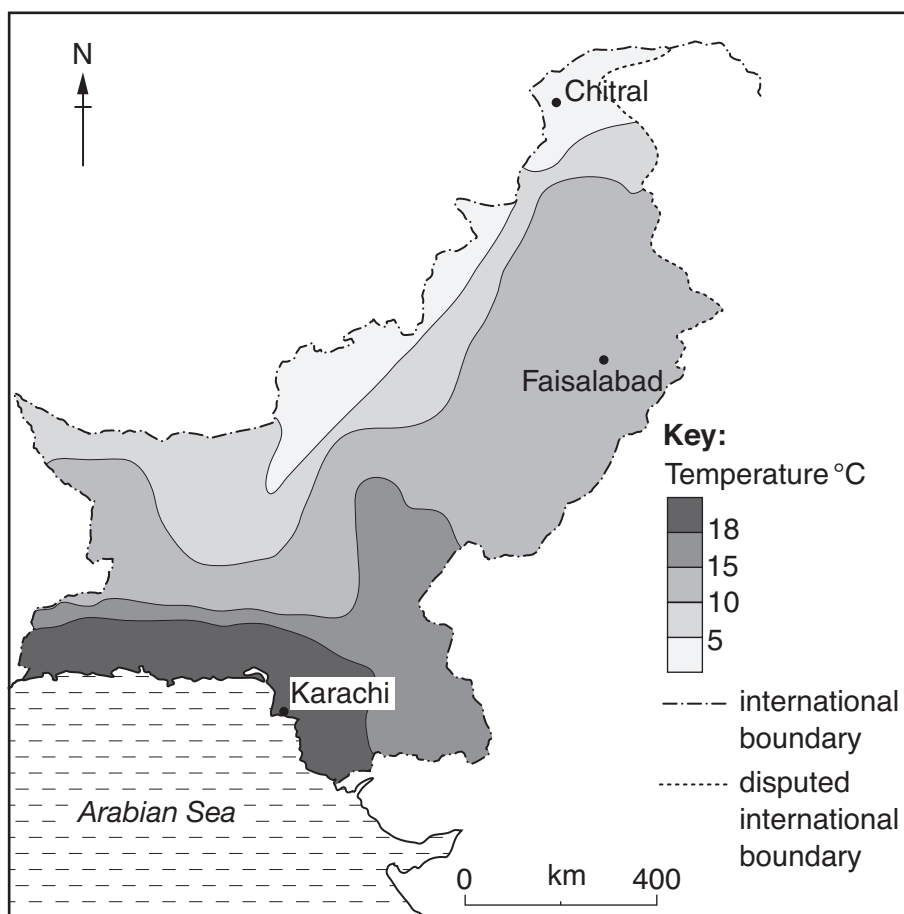 N
Chitral
Faisalabad
Key:
Temperature °C
18
15
10
5
Karachi
international
boundary
Arabian Sea
disputed
international
boundary
0 km 400